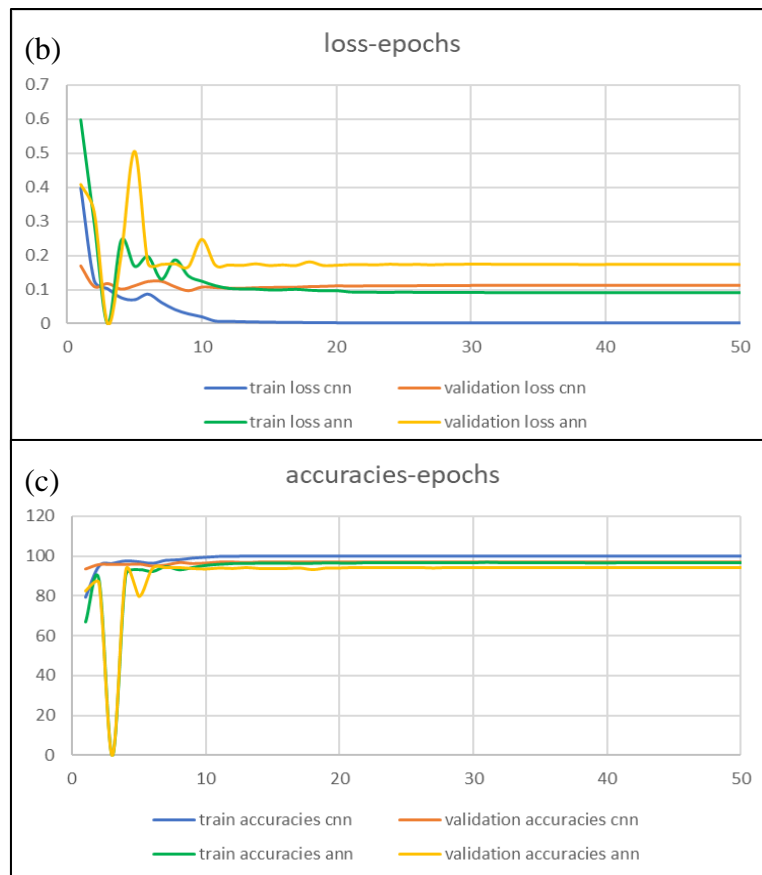 (b)
loss-epochs
0.7
0.6
0.5
0.4
0.3
0.2
0.1
0
0 10 20 30 40 50
train loss cnn validation loss cnn
train loss ann validation loss ann
(c)
accuracies-epochs
120
100
80
60
40
20
0
0 10 20 30 40 50
train accuracies cnn validation accuracies cnn
train accuracies ann validation accuracies ann